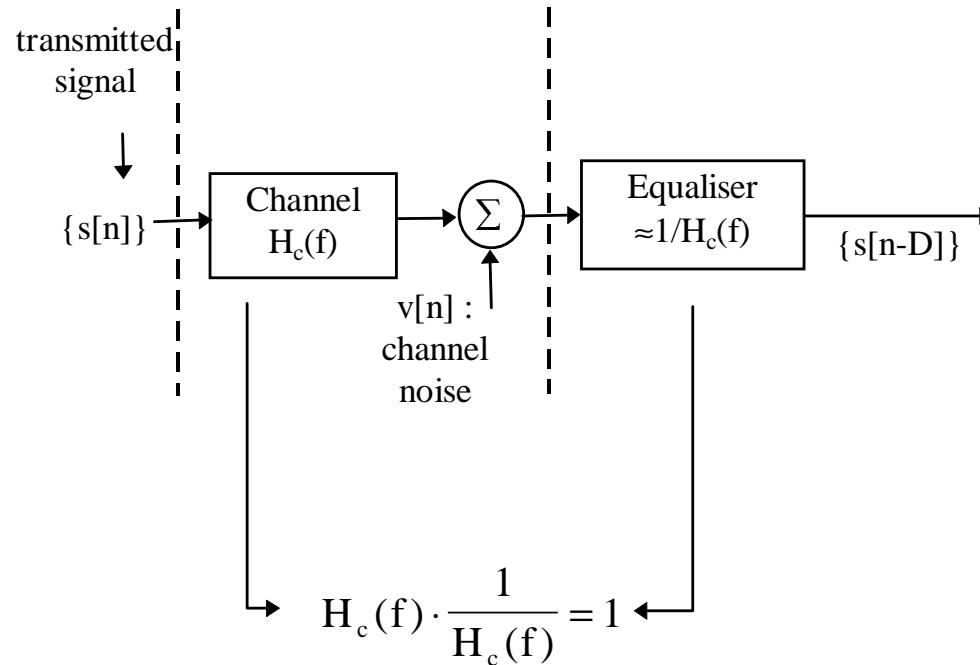 transmitted
signal
{s[n]}
Channel
H_c(f)
Σ
v[n] :
channel
noise
Equaliser
≈1/H_c(f)
{s[n-D]}
H_c(f) · 1/H_c(f) = 1